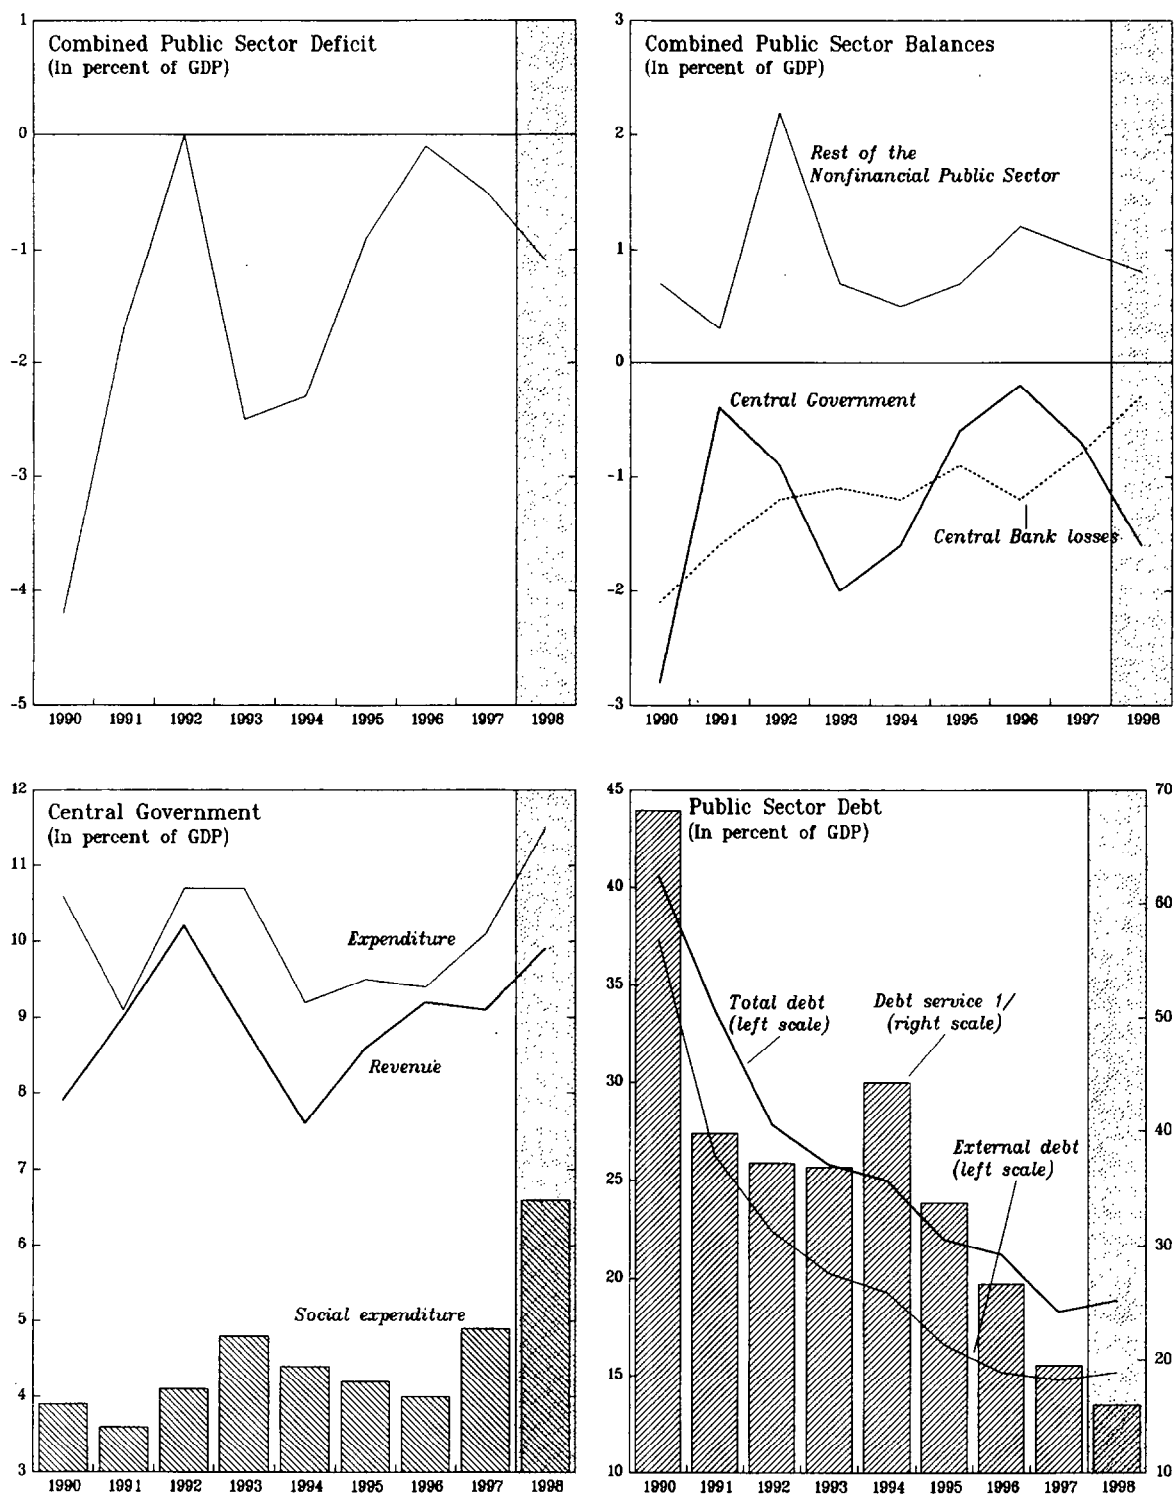 Combined Public Sector Deficit
(In percent of GDP)
1
0
-1
-2
-3
-4
-5
1990 1991 1992 1993 1994 1995 1996 1997 1998
Combined Public Sector Balances
(In percent of GDP)
3
2
1
0
-1
-2
-3
Rest of the
Nonfinancial Public Sector
Central Government
Central Bank losses
1990 1991 1992 1993 1994 1995 1996 1997 1998
Central Government
(In percent of GDP)
12
11
10
9
8
7
6
5
4
3
Expenditure
Revenue
Social expenditure
1990 1991 1992 1993 1994 1995 1996 1997 1998
Public Sector Debt
(In percent of GDP)
45
40
35
30
25
20
15
10
Total debt
(left scale)
Debt service 1/
(right scale)
External debt
(left scale)
70
60
50
40
30
20
10
1990 1991 1992 1993 1994 1995 1996 1997 1998